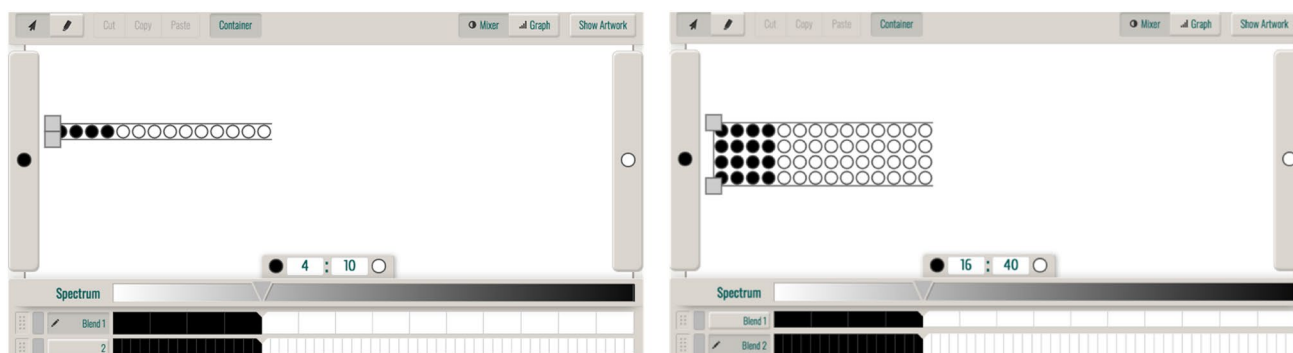 Cut Copy Paste Container Mixer Graph Show Artwork
4 : 10
Spectrum
Blend 1
2
Cut Copy Paste Container Mixer Graph Show Artwork
16 : 40
Spectrum
Blend 1
Blend 2